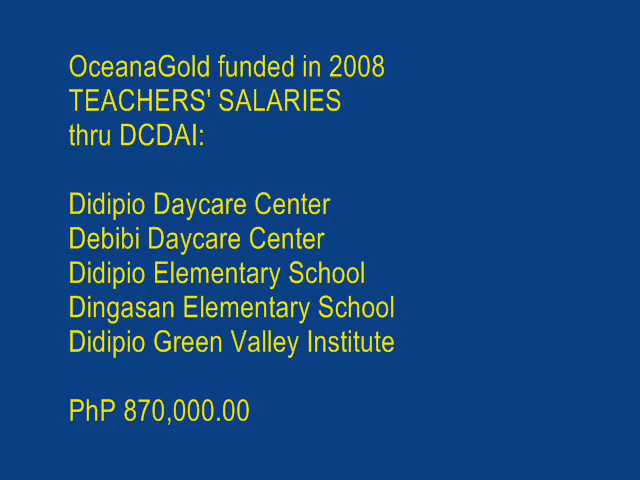 OceanaGold funded in 2008
TEACHERS' SALARIES
thru DCDAI:
Didipio Daycare Center
Debibi Daycare Center
Didipio Elementary School
Dingasan Elementary School
Didipio Green Valley Institute
PhP 870,000.00